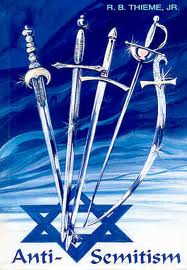 R. B. THIEME, JR.
Anti-Semitism